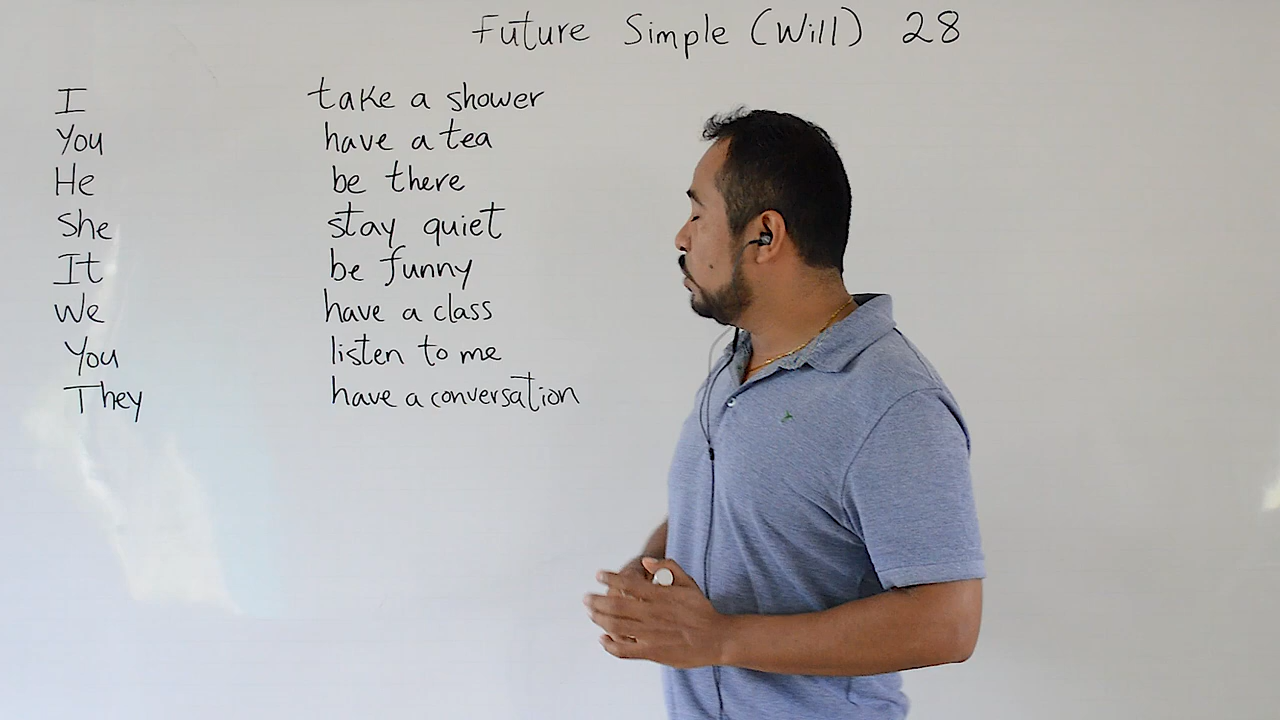 Future Simple (Will) 28
I take a shower
You have a tea
He be there
She stay quiet
It be funny
We have a class
You listen to me
They have a conversation